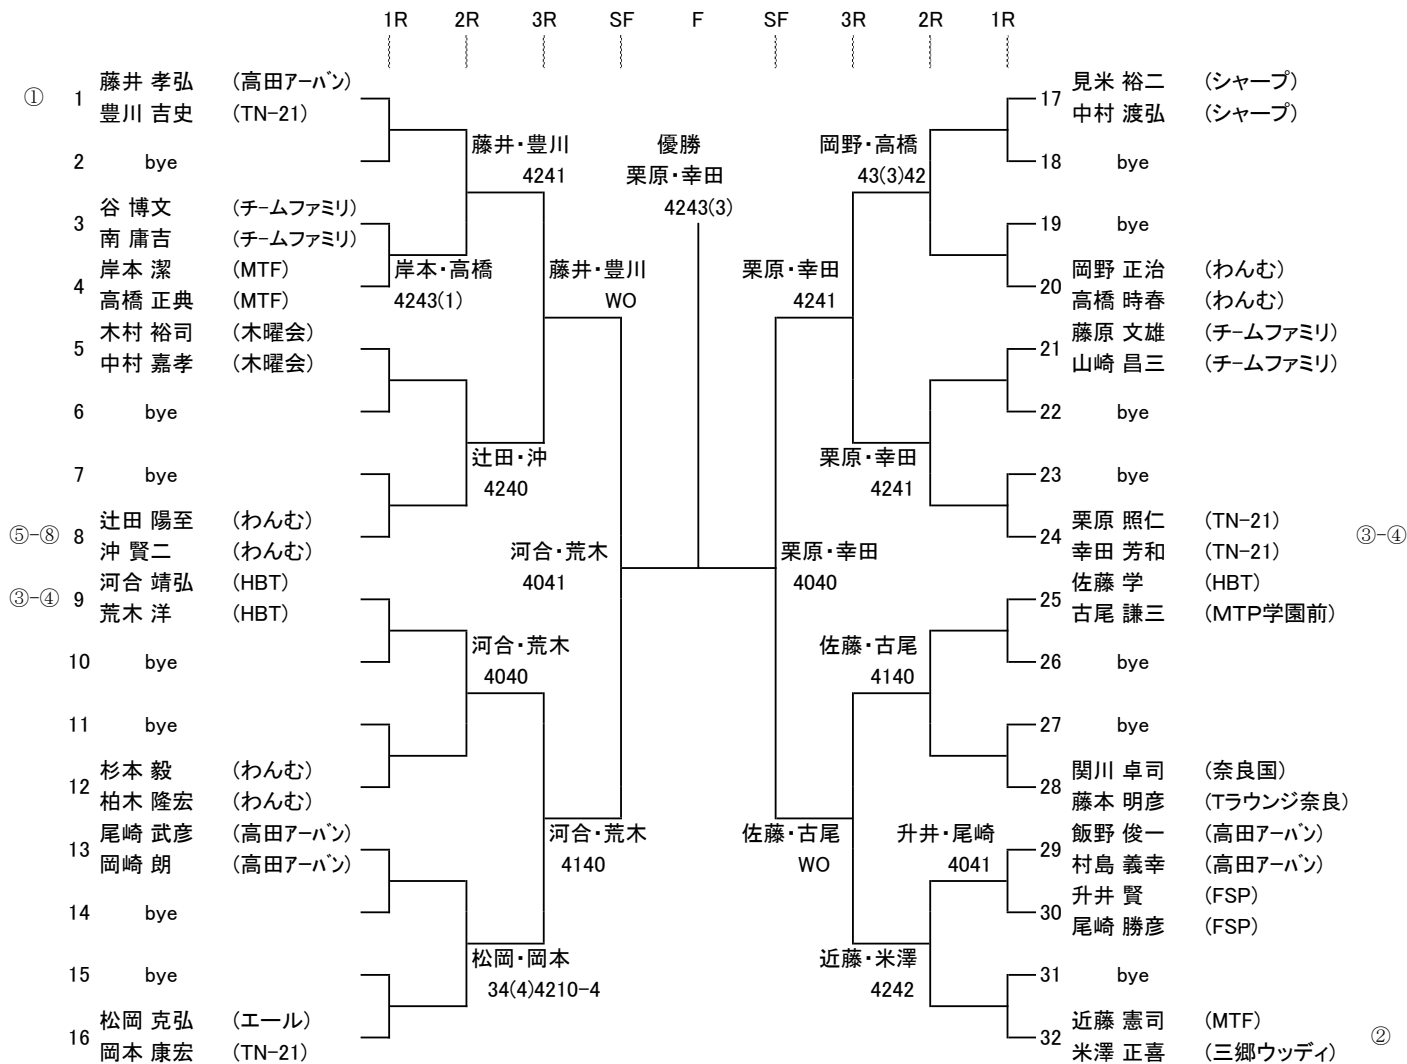 1R 2R 3R SF F SF 3R 2R 1R
① 1 藤井 孝弘 (高田アーバン)
豊川 吉史 (TN-21)
2 bye
3 谷 博文 (チームファミリ)
南 庸吉 (チームファミリ)
4 岸本 潔 (MTF)
高橋 正典 (MTF)
5 木村 裕司 (木曜会)
中村 嘉孝 (木曜会)
6 bye
7 bye
⑤-⑧ 8 辻田 陽至 (わんむ)
沖 賢二 (わんむ)
③-④ 9 河合 靖弘 (HBT)
荒木 洋 (HBT)
10 bye
11 bye
12 杉本 毅 (わんむ)
柏木 隆宏 (わんむ)
13 尾崎 武彦 (高田アーバン)
岡崎 朗 (高田アーバン)
14 bye
15 bye
16 松岡 克弘 (エール)
岡本 康宏 (TN-21)
岸本・高橋
4243(1)
藤井・豊川
4241
辻田・沖
4240
河合・荒木
4040
松岡・岡本
34(4)4210-4
藤井・豊川
WO
河合・荒木
4140
河合・荒木
4041
優勝
栗原・幸田
4243(3)
栗原・幸田
4040
栗原・幸田
4241
佐藤・古尾
WO
岡野・高橋
43(3)42
栗原・幸田
4241
佐藤・古尾
4140
近藤・米澤
4242
升井・尾崎
4041
17 見米 裕二 (シャープ)
中村 渡弘 (シャープ)
18 bye
19 bye
20 岡野 正治 (わんむ)
高橋 時春 (わんむ)
21 藤原 文雄 (チームファミリ)
山崎 昌三 (チームファミリ)
22 bye
23 bye
24 栗原 照仁 (TN-21) ③-④
幸田 芳和 (TN-21)
25 佐藤 学 (HBT)
古尾 謙三 (MTP学園前)
26 bye
27 bye
28 関川 卓司 (奈良国)
藤本 明彦 (Tラウンジ奈良)
29 飯野 俊一 (高田アーバン)
村島 義幸 (高田アーバン)
30 升井 賢 (FSP)
尾崎 勝彦 (FSP)
31 bye
32 近藤 憲司 (MTF) ②
米澤 正喜 (三郷ウッディ)